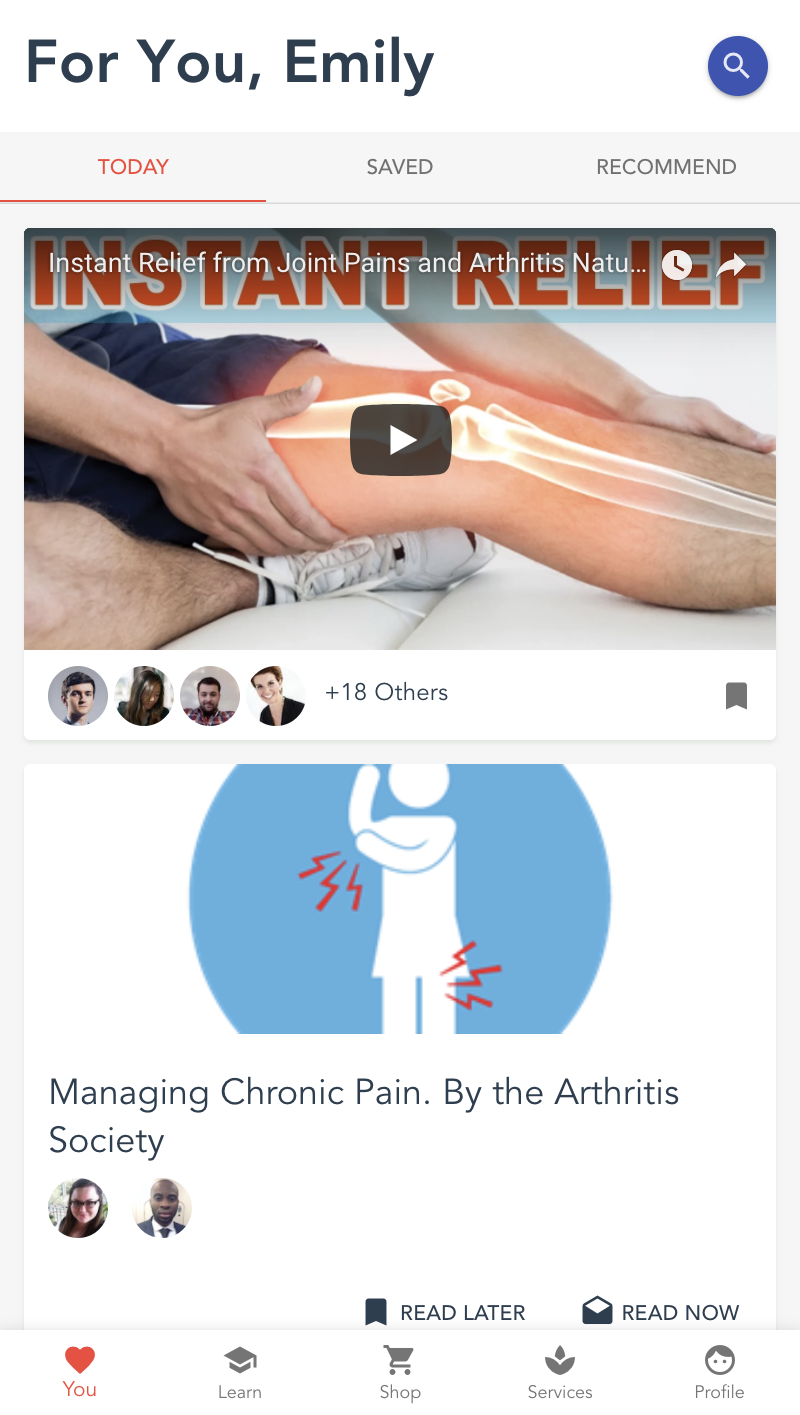 For You, Emily
TODAY
SAVED
RECOMMEND
INSTANT RELIEF
Instant Relief from Joint Pains and Arthritis Natu...
+18 Others
Managing Chronic Pain. By the Arthritis
Society
READ LATER
READ NOW
You
Learn
Shop
Services
Profile